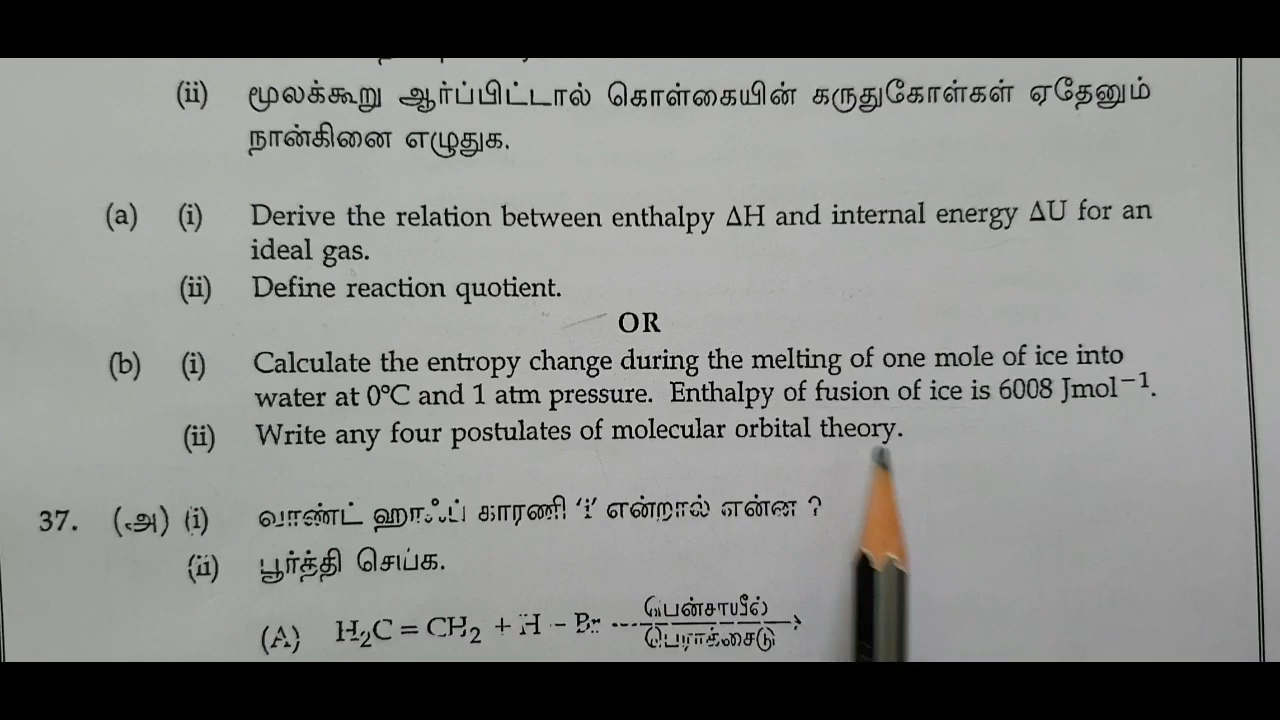 (ii) மூலக்கூறு ஆர்ப்பிட்டால் கொள்கையின் கருதுகோள்கள் ஏதேனும்
நான்கினை எழுதுக.
(a) (i) Derive the relation between enthalpy ΔH and internal energy ΔU for an
ideal gas.
(ii) Define reaction quotient.
OR
(b) (i) Calculate the entropy change during the melting of one mole of ice into
water at 0°C and 1 atm pressure. Enthalpy of fusion of ice is 6008 Jmol⁻¹.
(ii) Write any four postulates of molecular orbital theory.
37. (அ) (i) வாண்ட் ஹாஃப் காரணி ‘i’ என்றால் என்ன ?
(ii) பூர்த்தி செய்க.
(A) H₂C = CH₂ + H – Br பென்சாயில் பெராக்சைடு →